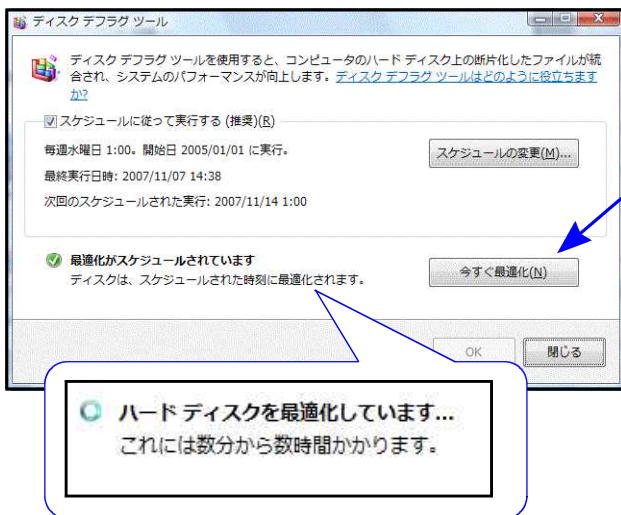 ディスク デフラグ ツール
ディスク デフラグ ツールを使用すると、コンピュータのハード ディスク上の断片化したファイルが統
合され、システムのパフォーマンスが向上します。ディスク デフラグ ツールはどのように役立ちます
か?
スケジュールに従って実行する (推奨)(R)
毎週水曜日 1:00。開始日 2005/01/01 に実行。
スケジュールの変更(M)...
最終実行日時: 2007/11/07 14:38
次回のスケジュールされた実行: 2007/11/14 1:00
最適化がスケジュールされています
ディスクは、スケジュールされた時刻に最適化されます。
今すぐ最適化(N)
OK
閉じる
ハード ディスクを最適化しています...
これには数分から数時間かかります。